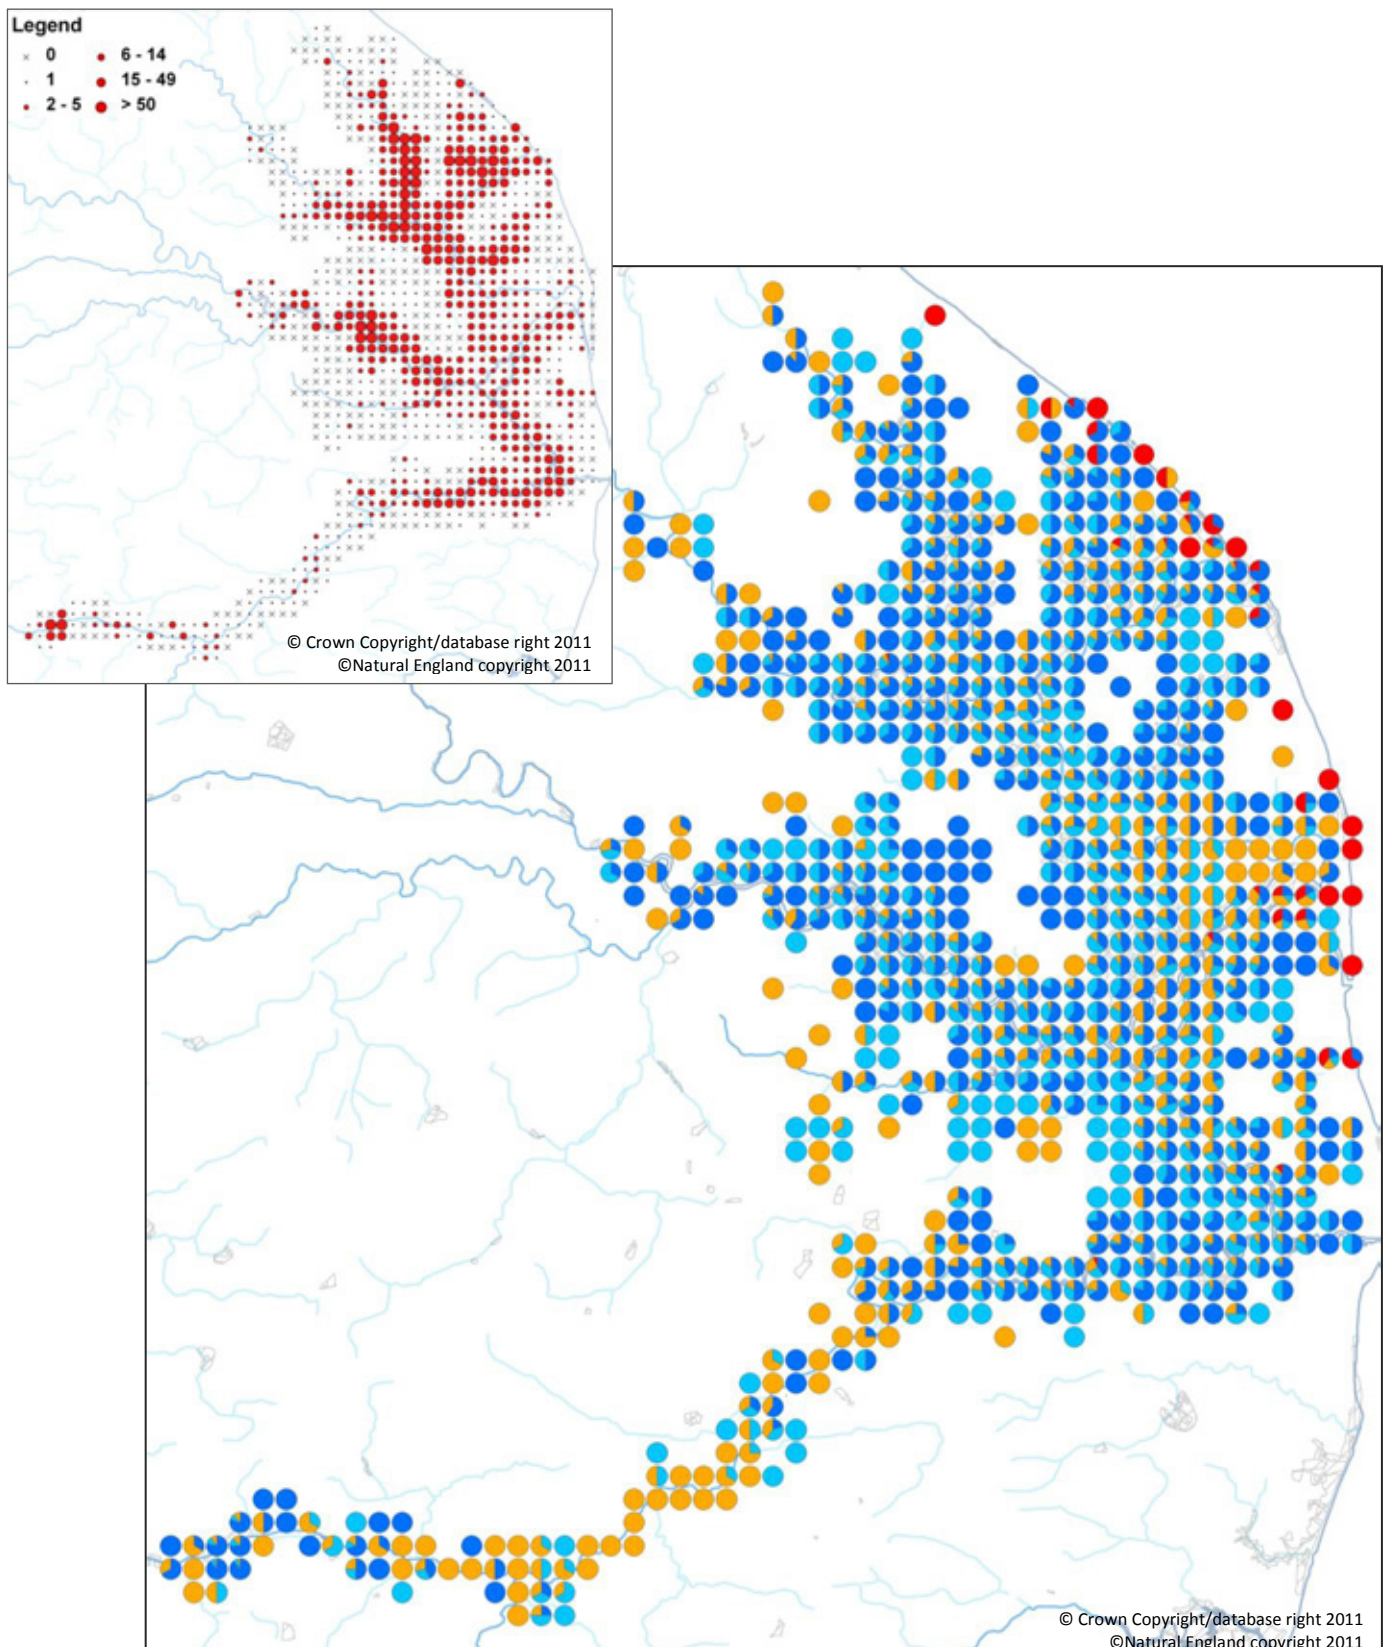 Legend
× 0 6 - 14
1 15 - 49
2 - 5 > 50
© Crown Copyright/database right 2011
©Natural England copyright 2011
© Crown Copyright/database right 2011
©Natural England copyright 2011